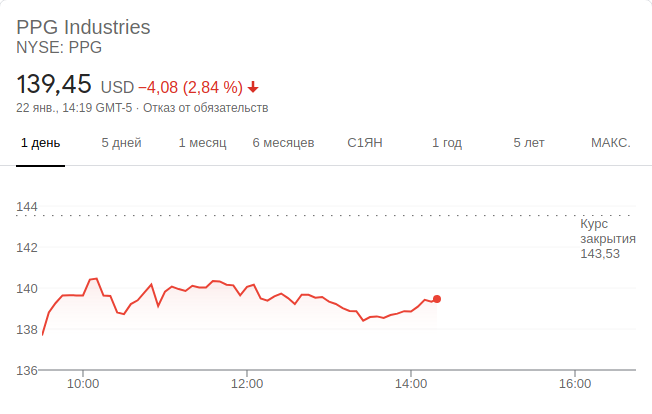 PPG Industries
NYSE: PPG
139,45 USD −4,08 (2,84 %)
22 янв., 14:19 GMT-5 · Отказ от обязательств
1 день 5 дней 1 месяц 6 месяцев С1ЯН 1 год 5 лет МАКС.
144
Курс
закрытия
143,53
142
140
138
136
10:00 12:00 14:00 16:00